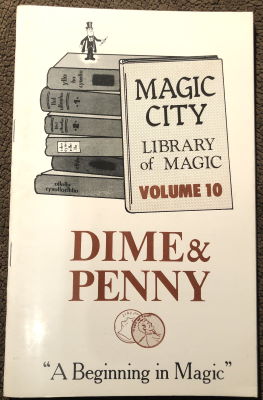 MAGIC
CITY
LIBRARY
of MAGIC
VOLUME 10
DIME &
PENNY
"A Beginning in Magic"